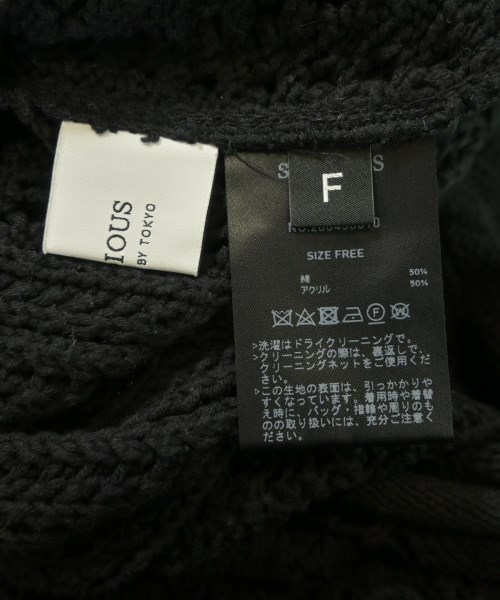 IOUS
BY TOKYO
S S
F
SIZE FREE
綿 50%
アクリル 50%
F
>洗濯はドライクリーニングで。
>クリーニングの際は、裏返しで
クリーニングネットをご使用くだ
さい。
>この生地の表面は、引っかかりや
すくなっています。着用時や着替
え時に、バッグ・指輪や周りのも
のの取り扱いには、充分ご注意く
ださい。